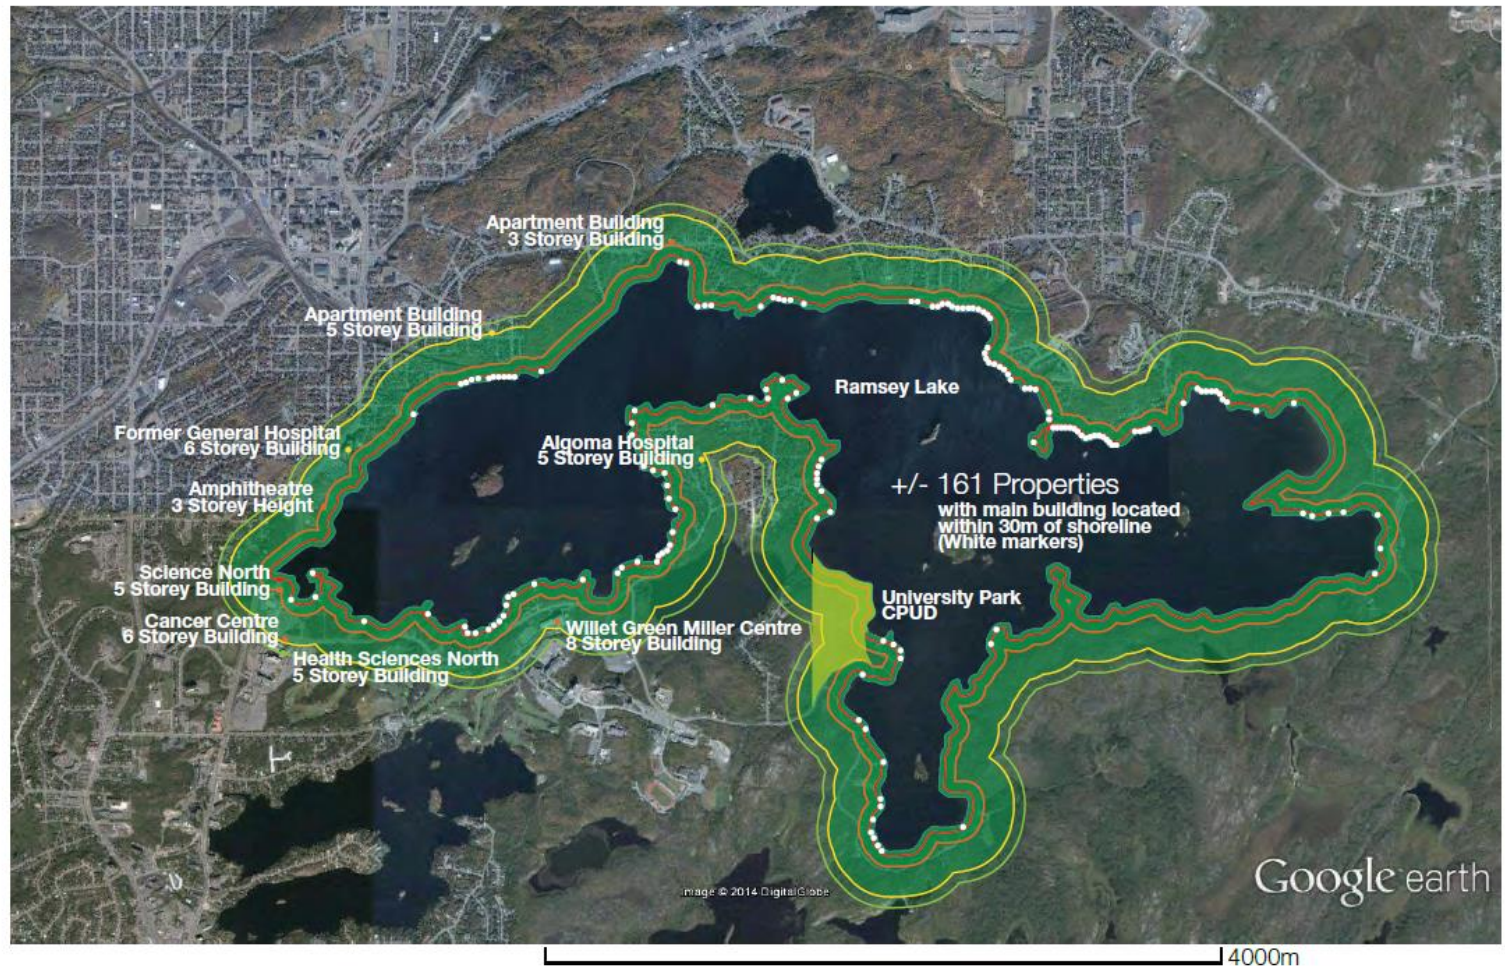 Apartment Building
3 Storey Building
Apartment Building
5 Storey Building
Ramsey Lake
Former General Hospital
6 Storey Building
Algoma Hospital
5 Storey Building
Amphitheatre
3 Storey Height
+/- 161 Properties
with main building located
within 30m of shoreline
(White markers)
Science North
5 Storey Building
University Park
CPUD
Cancer Centre
6 Storey Building
Willet Green Miller Centre
8 Storey Building
Health Sciences North
5 Storey Building
Image © 2014 DigitalGlobe
Google earth
4000m